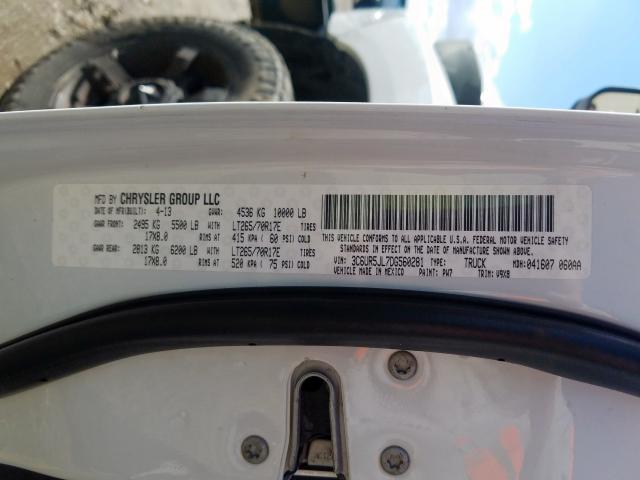 MFD BY CHRYSLER GROUP LLC
DATE OF MFR(BUILT): 4-13 GVWR: 4536 KG 10000 LB
GAWR FRONT: 2495 KG 5500 LB WITH LT265/70R17E TIRES
17X8.0 RIMS AT 415 KPA ( 60 PSI) COLD
GAWR REAR: 2813 KG 6200 LB WITH LT265/70R17E TIRES
17X8.0 RIMS AT 520 KPA ( 75 PSI) COLD
THIS VEHICLE CONFORMS TO ALL APPLICABLE U.S.A. FEDERAL MOTOR VEHICLE SAFETY
STANDARDS IN EFFECT ON THE DATE OF MANUFACTURE SHOWN ABOVE.
VIN: 3C6UR5JL7DG560281 TYPE: TRUCK MDH: 041607 060AA
VEHICLE MADE IN MEXICO PAINT: PW7 TRIM: V9X8